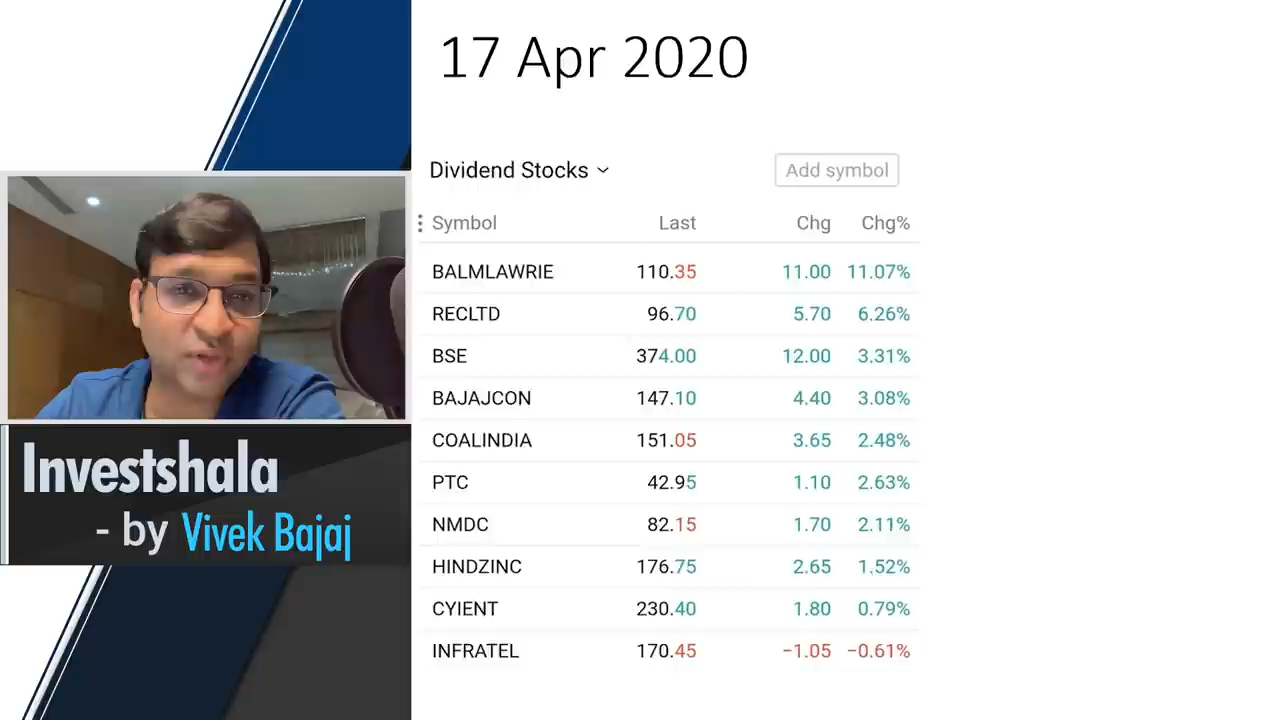 17 Apr 2020
Dividend Stocks
Add symbol
Symbol Last Chg Chg%
BALMLAWRIE 110.35 11.00 11.07%
RECLTD 96.70 5.70 6.26%
BSE 374.00 12.00 3.31%
BAJAJCON 147.10 4.40 3.08%
COALINDIA 151.05 3.65 2.48%
PTC 42.95 1.10 2.63%
NMDC 82.15 1.70 2.11%
HINDZINC 176.75 2.65 1.52%
CYIENT 230.40 1.80 0.79%
INFRATEL 170.45 −1.05 −0.61%
Investshala
- by Vivek Bajaj